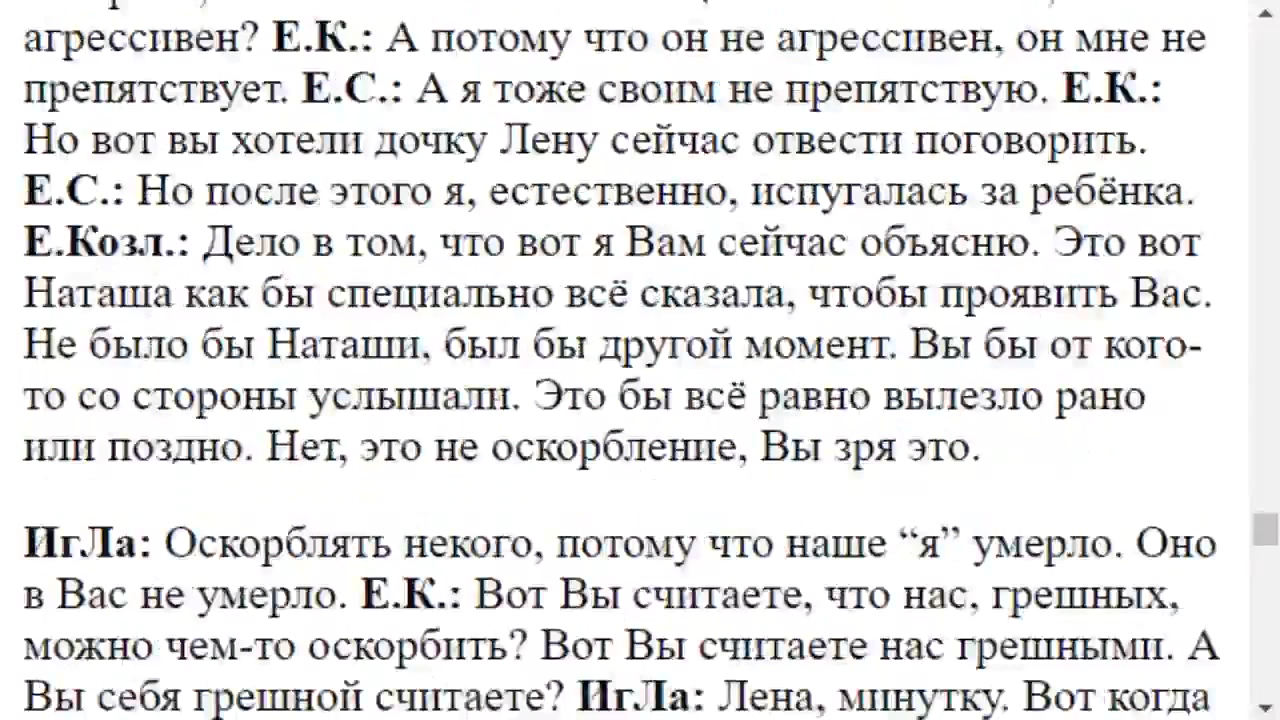 агрессивен? Е.К.: А потому что он не агрессивен, он мне не
препятствует. Е.С.: А я тоже своим не препятствую. Е.К.:
Но вот вы хотели дочку Лену сейчас отвести поговорить.
Е.С.: Но после этого я, естественно, испугалась за ребёнка.
Е.Козл.: Дело в том, что вот я Вам сейчас объясню. Это вот
Наташа как бы специально всё сказала, чтобы проявить Вас.
Не было бы Наташи, был бы другой момент. Вы бы от кого-
то со стороны услышали. Это бы всё равно вылезло рано
или поздно. Нет, это не оскорбление, Вы зря это.
ИгЛа: Оскорблять некого, потому что наше “я” умерло. Оно
в Вас не умерло. Е.К.: Вот Вы считаете, что нас, грешных,
можно чем-то оскорбить? Вот Вы считаете нас грешными. А
Вы себя грешной считаете? ИгЛа: Лена, минутку. Вот когда